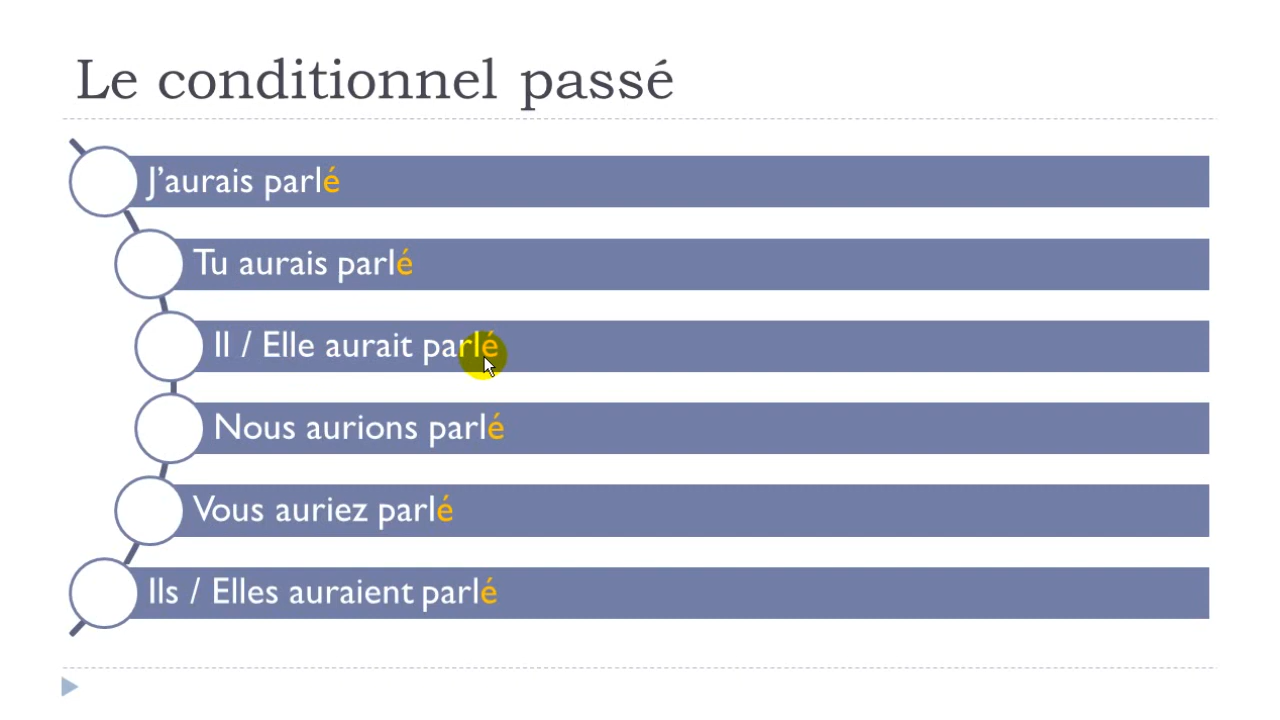 Le conditionnel passé
J’aurais parlé
Tu aurais parlé
Il / Elle aurait parlé
Nous aurions parlé
Vous auriez parlé
Ils / Elles auraient parlé